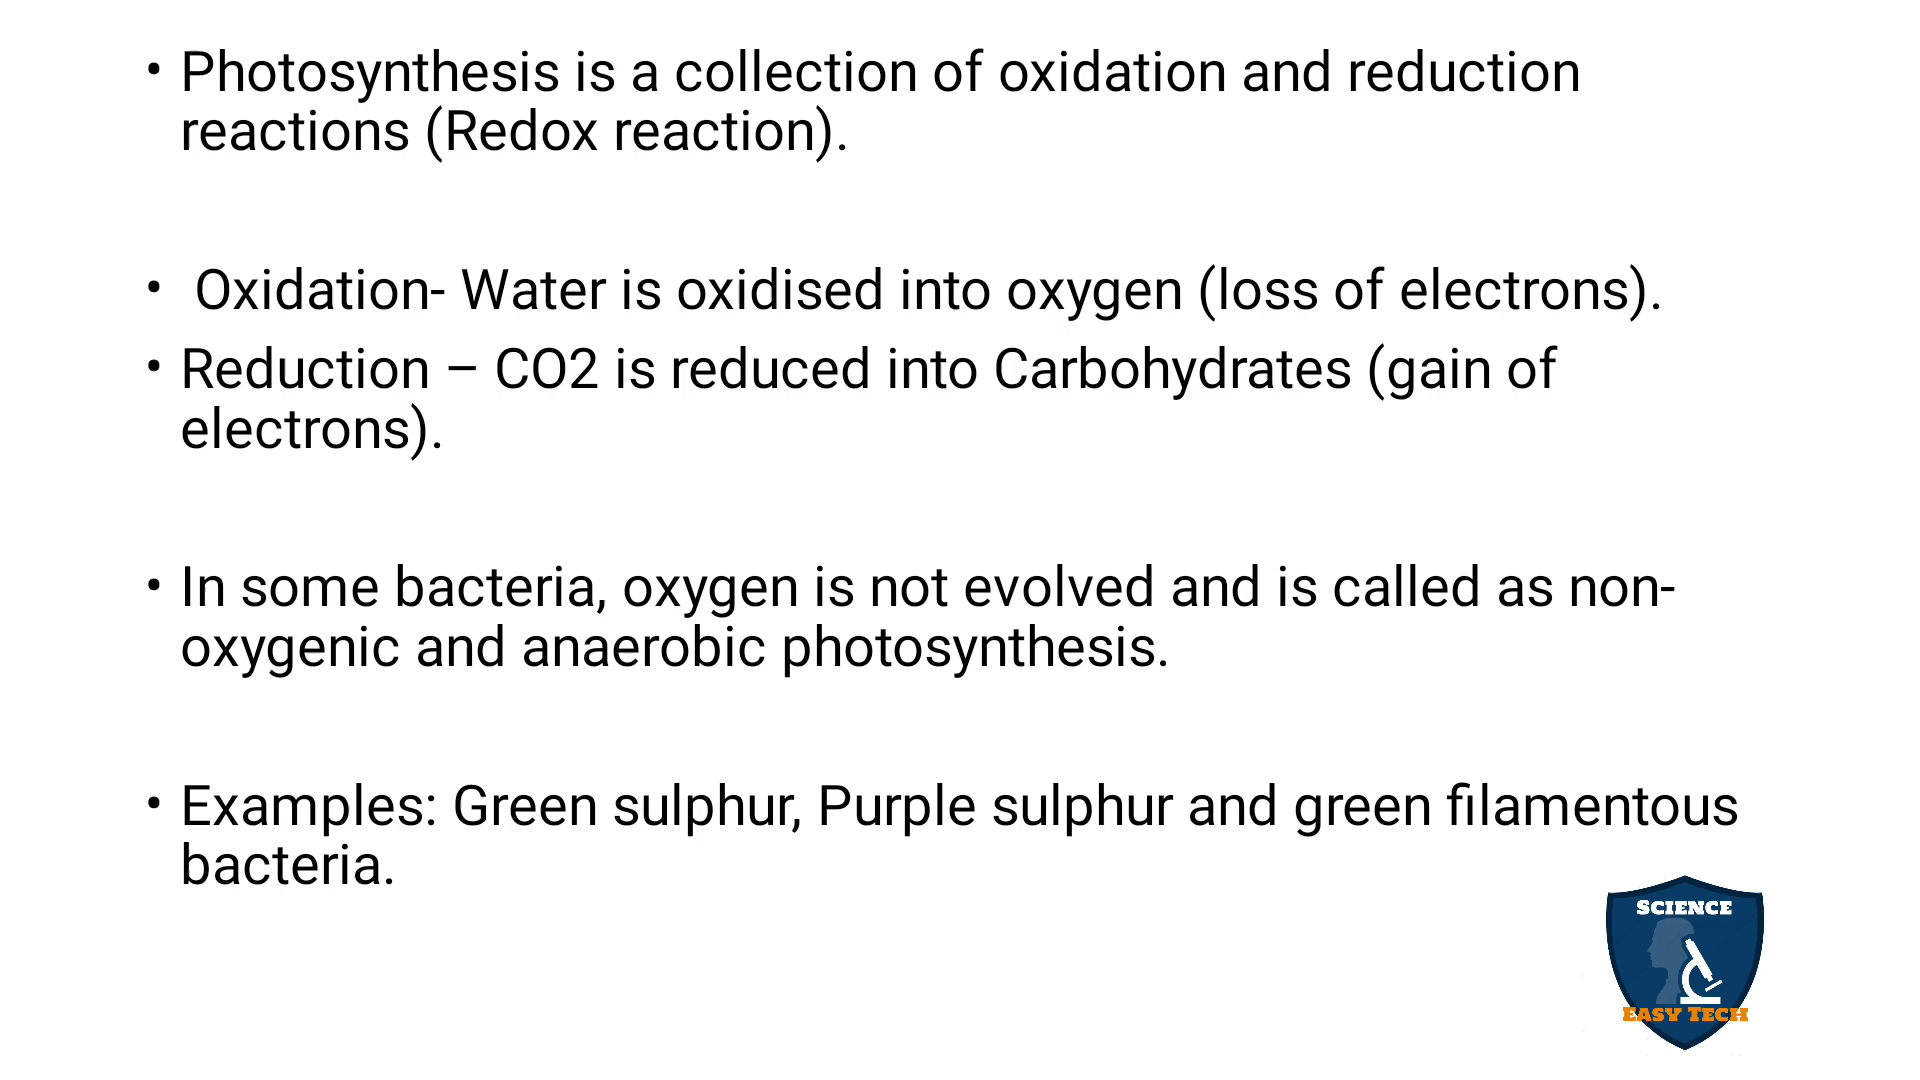 • Photosynthesis is a collection of oxidation and reduction
reactions (Redox reaction).
• Oxidation- Water is oxidised into oxygen (loss of electrons).
• Reduction – CO2 is reduced into Carbohydrates (gain of
electrons).
• In some bacteria, oxygen is not evolved and is called as non-
oxygenic and anaerobic photosynthesis.
• Examples: Green sulphur, Purple sulphur and green filamentous
bacteria.
SCIENCE
EASY TECH